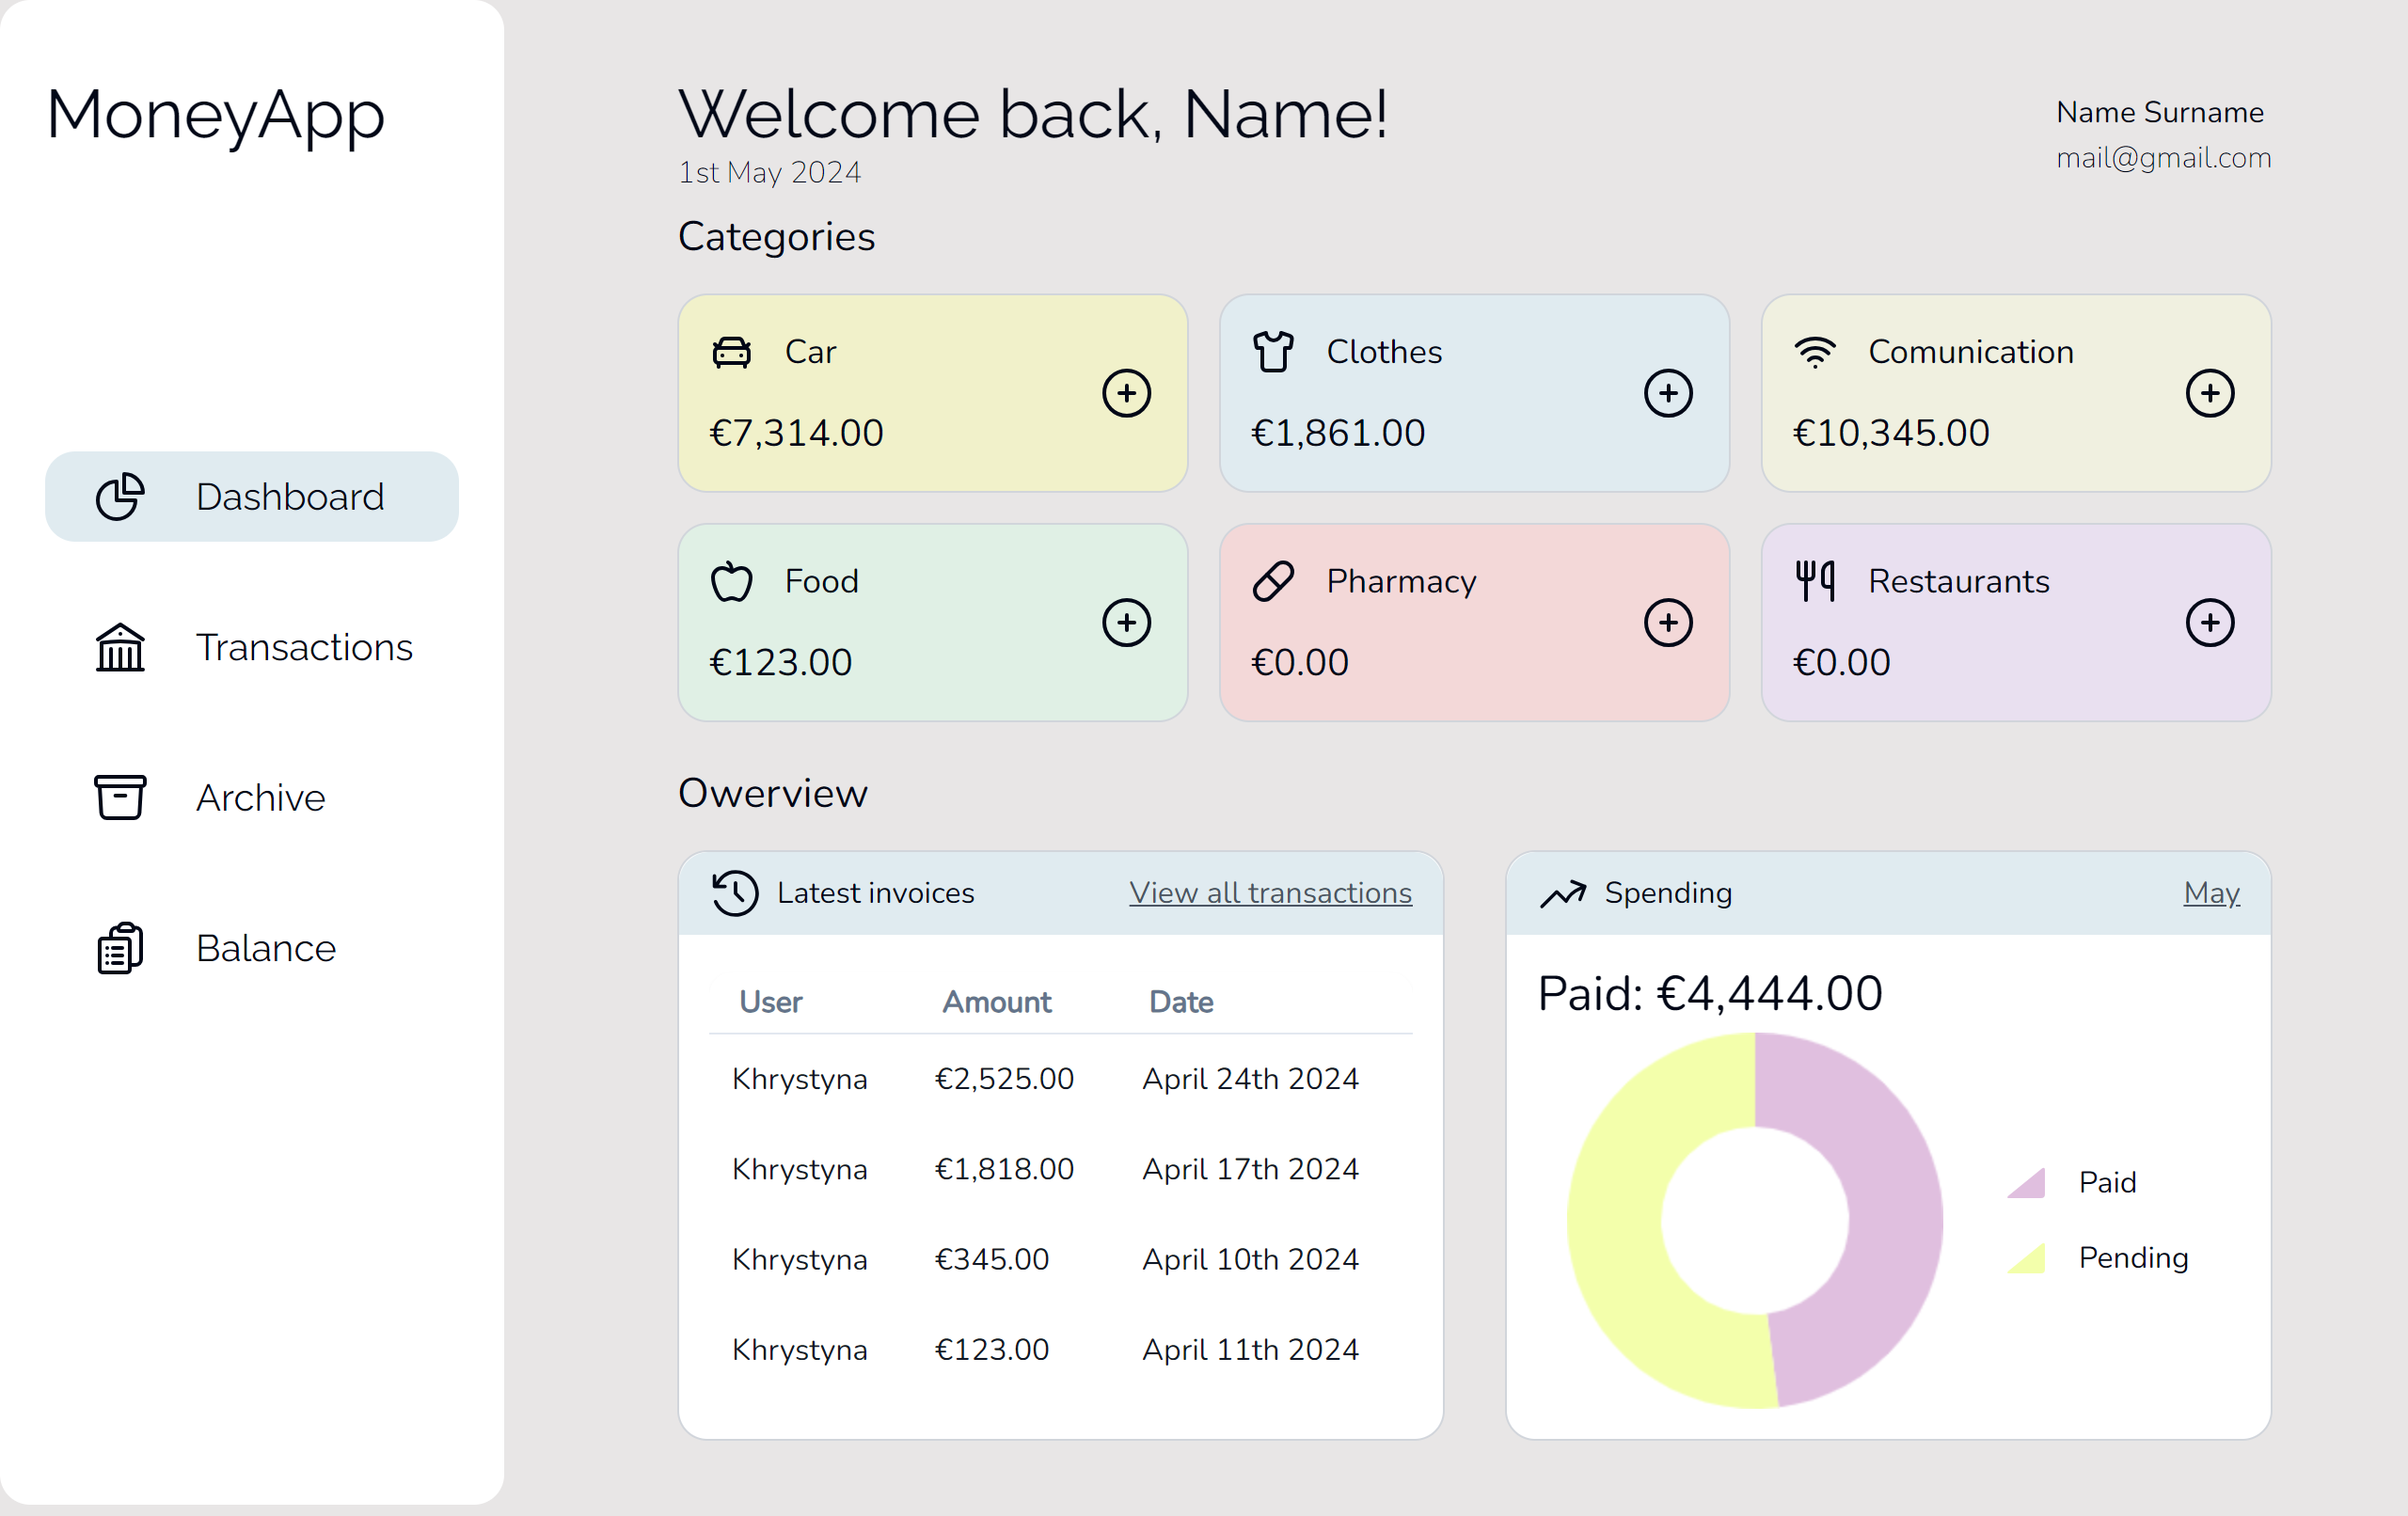 MoneyApp
Dashboard
Transactions
Archive
Balance
Welcome back, Name!
1st May 2024
Name Surname
mail@gmail.com
Categories
Car
€7,314.00
Clothes
€1,861.00
Comunication
€10,345.00
Food
€123.00
Pharmacy
€0.00
Restaurants
€0.00
Owerview
Latest invoices View all transactions
User Amount Date
Khrystyna €2,525.00 April 24th 2024
Khrystyna €1,818.00 April 17th 2024
Khrystyna €345.00 April 10th 2024
Khrystyna €123.00 April 11th 2024
Spending May
Paid: €4,444.00
Paid
Pending